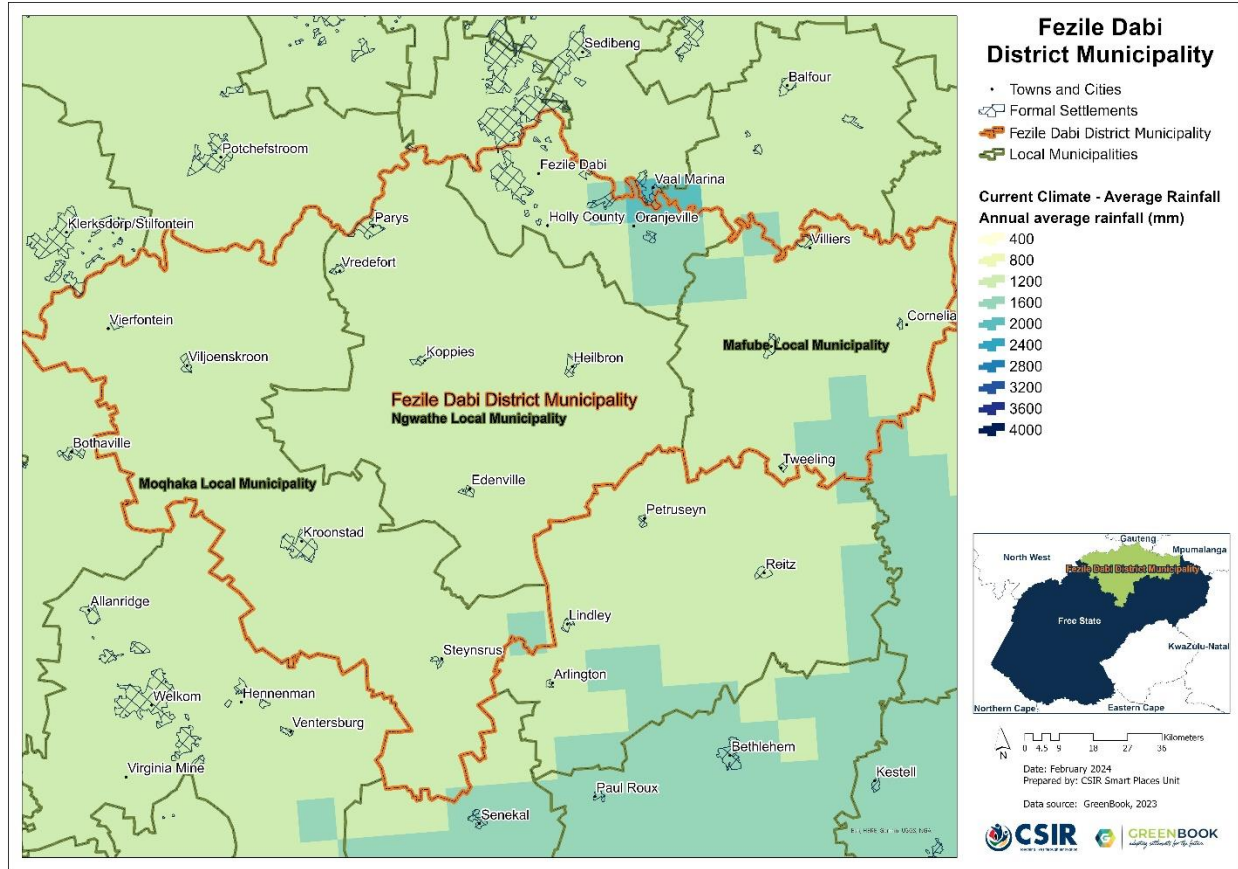 Fezile Dabi
District Municipality
Towns and Cities
Formal Settlements
Fezile Dabi District Municipality
Local Municipalities
Current Climate - Average Rainfall
Annual average rainfall (mm)
400
800
1200
1600
2000
2400
2800
3200
3600
4000
Sedibeng
Balfour
Potchefstroom
Fezile Dabi
Vaal Marina
Klerksdorp/Stilfontein
Parys
Holly County
Oranjeville
Villiers
Vredefort
Vierfontein
Cornelia
Viljoenskroon
Koppies
Heilbron
Mafube Local Municipality
Fezile Dabi District Municipality
Ngwathe Local Municipality
Bothaville
Tweeling
Moqhaka Local Municipality
Edenville
Petruseyn
Kroonstad
Reitz
Allanridge
Lindley
Steynsrus
Arlington
Welkom
Hennenman
Ventersburg
Bethlehem
Virginia Mine
Kestell
Paul Roux
Senekal
Gauteng
North West
Mpumalanga
Fezile Dabi District Municipality
Free State
KwaZulu-Natal
Northern Cape
Eastern Cape
N
0 4.5 9 18 27 36
Kilometers
Date: February 2024
Prepared by: CSIR Smart Places Unit
Data source: GreenBook, 2023
CSIR
GREENBOOK
adapting settlements for the future